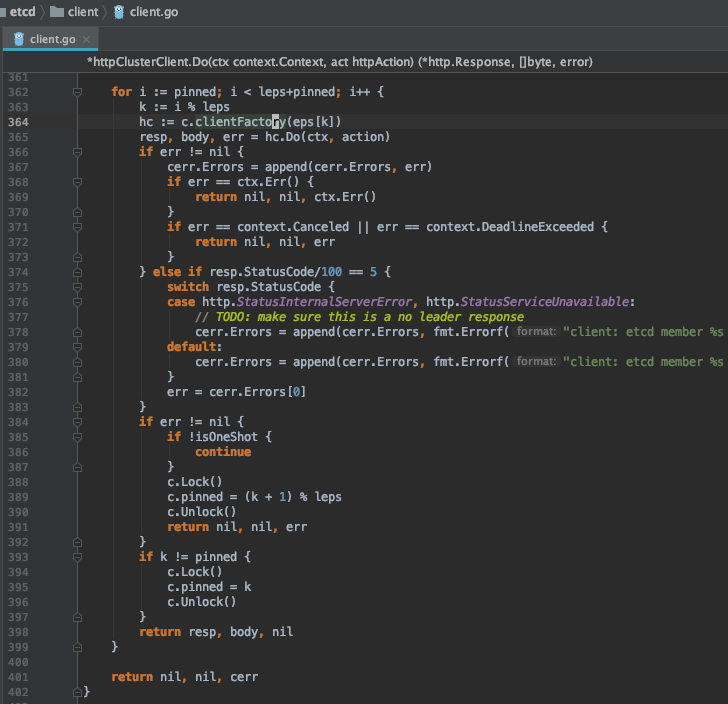 etcd client client.go
client.go ×
*httpClusterClient.Do(ctx context.Context, act httpAction) (*http.Response, []byte, error)
361
362 for i := pinned; i < leps+pinned; i++ {
363 k := i % leps
364 hc := c.clientFactory(eps[k])
365 resp, body, err = hc.Do(ctx, action)
366 if err != nil {
367 cerr.Errors = append(cerr.Errors, err)
368 if err == ctx.Err() {
369 return nil, nil, ctx.Err()
370 }
371 if err == context.Canceled || err == context.DeadlineExceeded {
372 return nil, nil, err
373 }
374 } else if resp.StatusCode/100 == 5 {
375 switch resp.StatusCode {
376 case http.StatusInternalServerError, http.StatusServiceUnavailable:
377 // TODO: make sure this is a no leader response
378 cerr.Errors = append(cerr.Errors, fmt.Errorf( format: "client: etcd member %s
379 default:
380 cerr.Errors = append(cerr.Errors, fmt.Errorf( format: "client: etcd member %s
381 }
382 err = cerr.Errors[0]
383 }
384 if err != nil {
385 if !isOneShot {
386 continue
387 }
388 c.Lock()
389 c.pinned = (k + 1) % leps
390 c.Unlock()
391 return nil, nil, err
392 }
393 if k != pinned {
394 c.Lock()
395 c.pinned = k
396 c.Unlock()
397 }
398 return resp, body, nil
399 }
400
401 return nil, nil, cerr
402 }